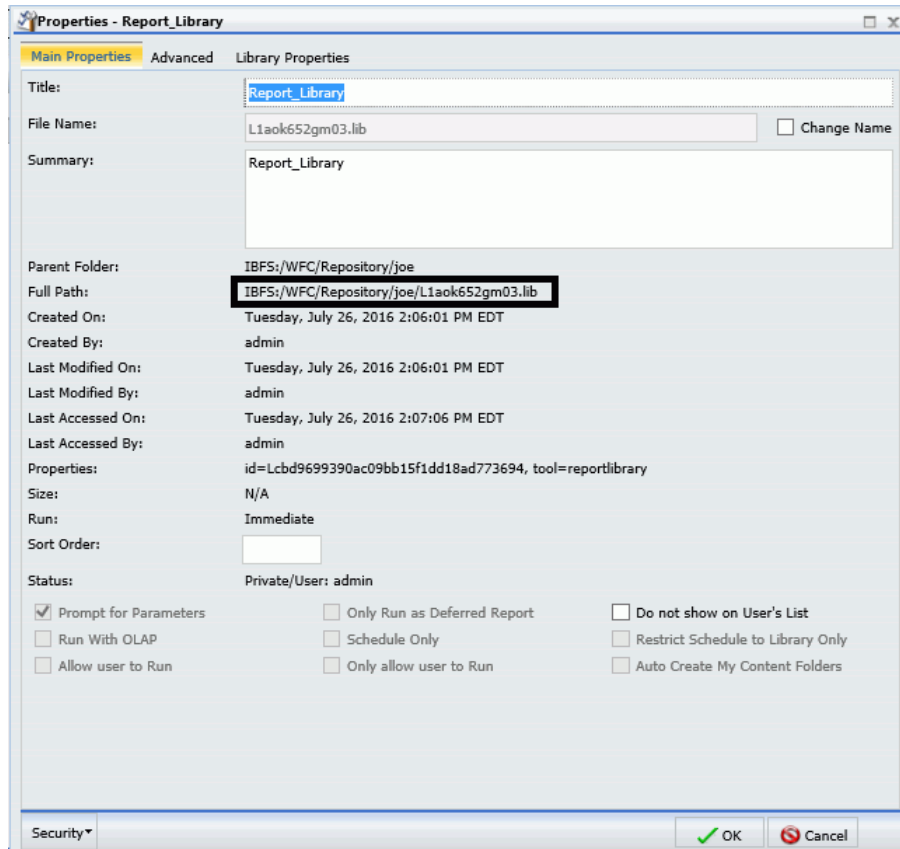 Properties - Report_Library
Main Properties Advanced Library Properties
Title: Report_Library
File Name: L1aok652gm03.lib Change Name
Summary: Report_Library
Parent Folder: IBFS:/WFC/Repository/joe
Full Path: IBFS:/WFC/Repository/joe/L1aok652gm03.lib
Created On: Tuesday, July 26, 2016 2:06:01 PM EDT
Created By: admin
Last Modified On: Tuesday, July 26, 2016 2:06:01 PM EDT
Last Modified By: admin
Last Accessed On: Tuesday, July 26, 2016 2:07:06 PM EDT
Last Accessed By: admin
Properties: id=Lcbd9699390ac09bb15f1dd18ad773694, tool=reportlibrary
Size: N/A
Run: Immediate
Sort Order:
Status: Private/User: admin
Prompt for Parameters Only Run as Deferred Report Do not show on User's List
Run With OLAP Schedule Only Restrict Schedule to Library Only
Allow user to Run Only allow user to Run Auto Create My Content Folders
Security OK Cancel